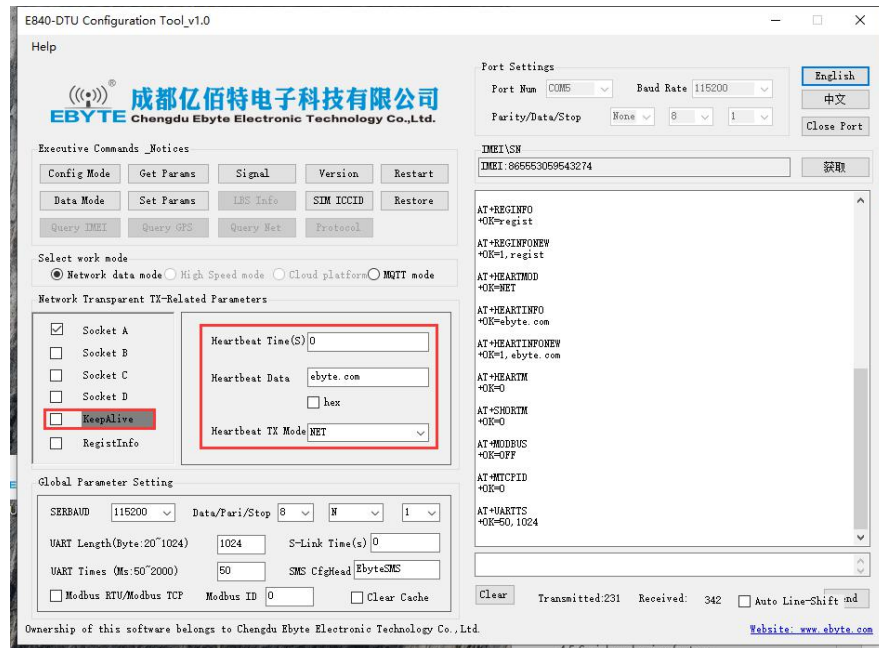 E840-DTU Configuration Tool_v1.0
Help
((·))®
成都亿佰特电子科技有限公司
EBYTE Chengdu Ebyte Electronic Technology Co.,Ltd.
Port Settings
Port Num COM5 Baud Rate 115200
Parity/Data/Stop None 8 1
English
中文
Close Port
Executive Commands _Notices
Config Mode Get Params Signal Version Restart
Data Mode Set Params LBS Info SIM ICCID Restore
Query IMEI Query GPS Query Net Protocol
IMEI\SN
IMEI:865553059543274 获取
Select work mode
Network data mode High Speed mode Cloud platform MQTT mode
Network Transparent TX-Related Parameters
Socket A
Socket B
Socket C
Socket D
KeepAlive
RegistInfo
Heartbeat Time(S) 0
Heartbeat Data ebyte.com
hex
Heartbeat TX Mode NET
Global Parameter Setting
SERBAUD 115200 Data/Pari/Stop 8 N 1
UART Length(Byte:20~1024) 1024 S-Link Time(s) 0
UART Times (Ms:50~2000) 50 SMS CfgHead EbyteSMS
Modbus RTU/Modbus TCP Modbus ID 0 Clear Cache
AT+REGINFO
+OK=regist
AT+REGINFONEW
+OK=1,regist
AT+HEARTMOD
+OK=NET
AT+HEARTINFO
+OK=ebyte.com
AT+HEARTINFONEW
+OK=1,ebyte.com
AT+HEARTM
+OK=0
AT+SHORTM
+OK=0
AT+MODBUS
+OK=OFF
AT+MTCPID
+OK=0
AT+UARTTS
+OK=50,1024
Clear Transmitted:231 Received: 342 Auto Line-Shift nd
Ownership of this software belongs to Chengdu Ebyte Electronic Technology Co.,Ltd.
Website: www.ebyte.com